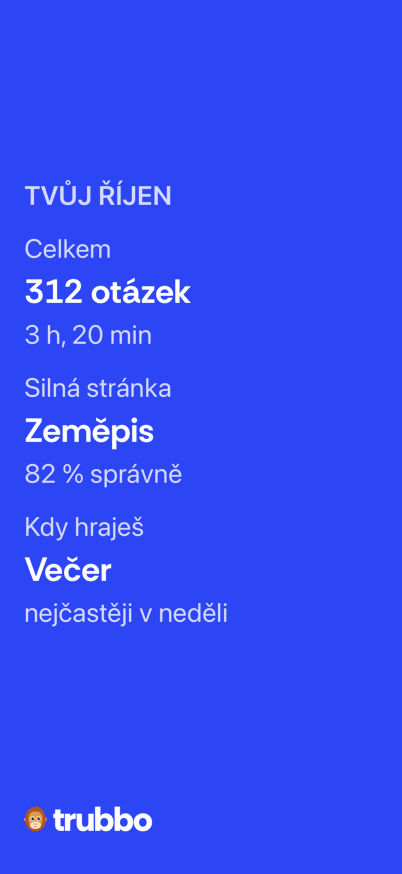 TVŮJ ŘÍJEN
Celkem
312 otázek
3 h, 20 min
Silná stránka
Zeměpis
82 % správně
Kdy hraješ
Večer
nejčastěji v neděli
trubbo